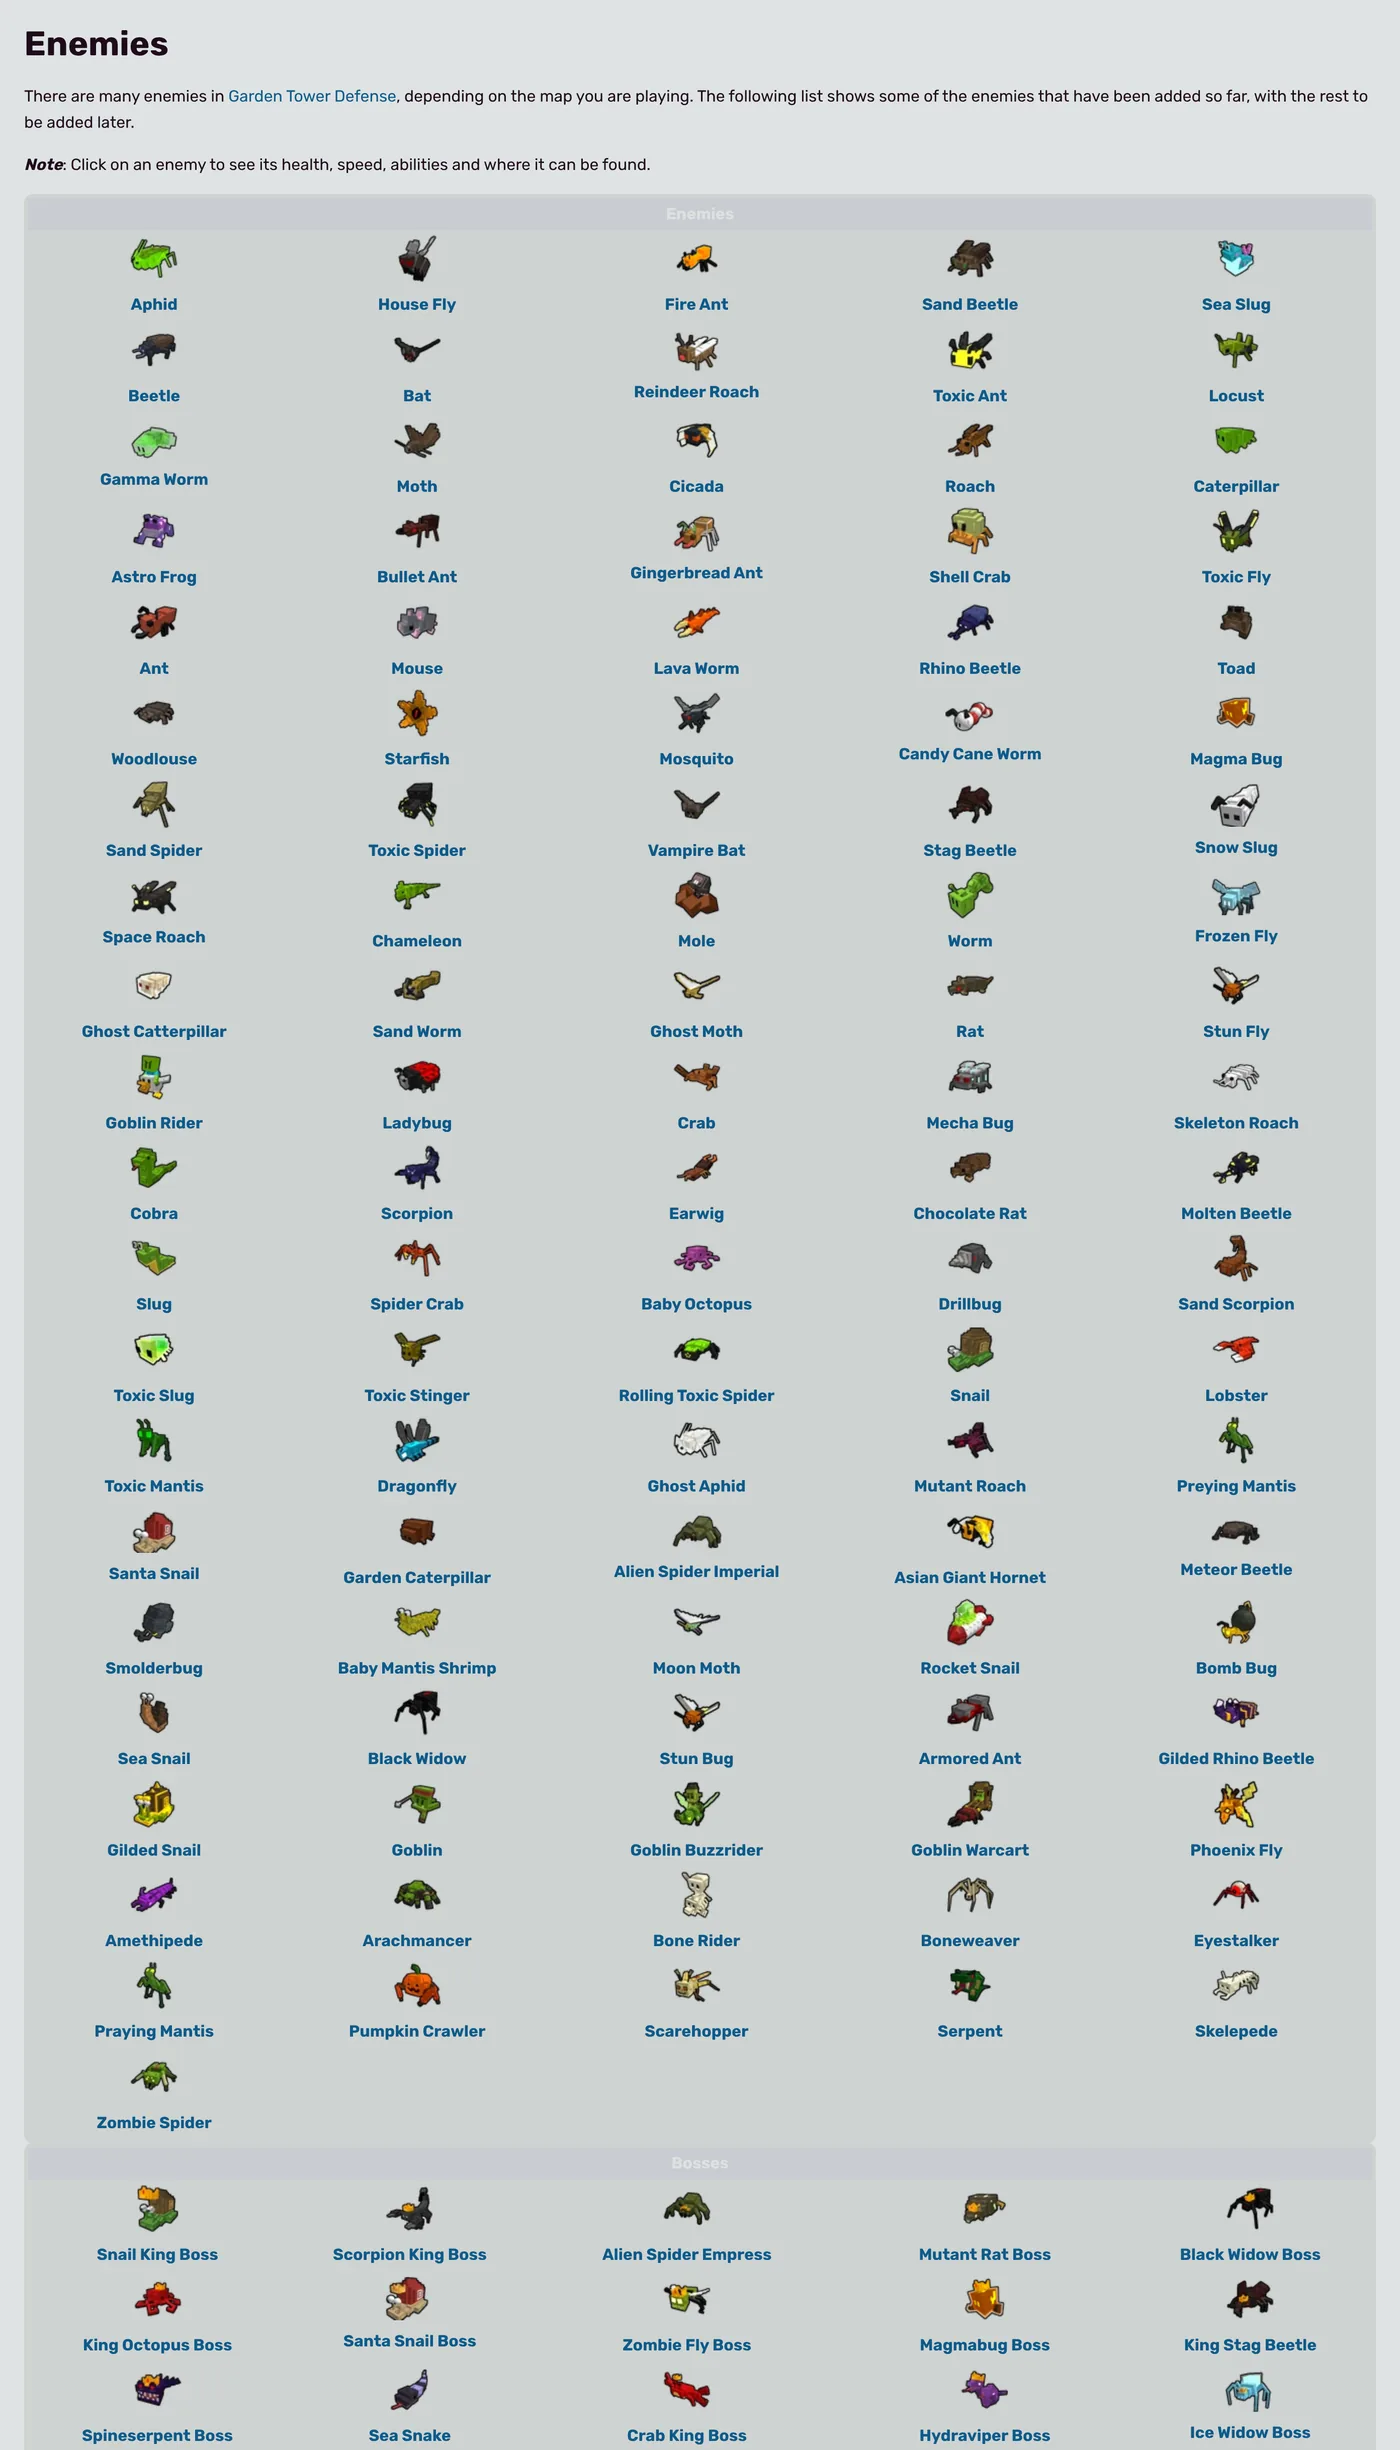 Enemies
There are many enemies in Garden Tower Defense, depending on the map you are playing. The following list shows some of the enemies that have been added so far, with the rest to
be added later.
Note: Click on an enemy to see its health, speed, abilities and where it can be found.
Enemies
Aphid House Fly Fire Ant Sand Beetle Sea Slug
Beetle Bat Reindeer Roach Toxic Ant Locust
Gamma Worm Moth Cicada Roach Caterpillar
Astro Frog Bullet Ant Gingerbread Ant Shell Crab Toxic Fly
Ant Mouse Lava Worm Rhino Beetle Toad
Woodlouse Starfish Mosquito Candy Cane Worm Magma Bug
Sand Spider Toxic Spider Vampire Bat Stag Beetle Snow Slug
Space Roach Chameleon Mole Worm Frozen Fly
Ghost Catterpillar Sand Worm Ghost Moth Rat Stun Fly
Goblin Rider Ladybug Crab Mecha Bug Skeleton Roach
Cobra Scorpion Earwig Chocolate Rat Molten Beetle
Slug Spider Crab Baby Octopus Drillbug Sand Scorpion
Toxic Slug Toxic Stinger Rolling Toxic Spider Snail Lobster
Toxic Mantis Dragonfly Ghost Aphid Mutant Roach Preying Mantis
Santa Snail Garden Caterpillar Alien Spider Imperial Asian Giant Hornet Meteor Beetle
Smolderbug Baby Mantis Shrimp Moon Moth Rocket Snail Bomb Bug
Sea Snail Black Widow Stun Bug Armored Ant Gilded Rhino Beetle
Gilded Snail Goblin Goblin Buzzrider Goblin Warcart Phoenix Fly
Amethipede Arachmancer Bone Rider Boneweaver Eyestalker
Praying Mantis Pumpkin Crawler Scarehopper Serpent Skelepede
Zombie Spider
Bosses
Snail King Boss Scorpion King Boss Alien Spider Empress Mutant Rat Boss Black Widow Boss
King Octopus Boss Santa Snail Boss Zombie Fly Boss Magmabug Boss King Stag Beetle
Spineserpent Boss Sea Snake Crab King Boss Hydraviper Boss Ice Widow Boss